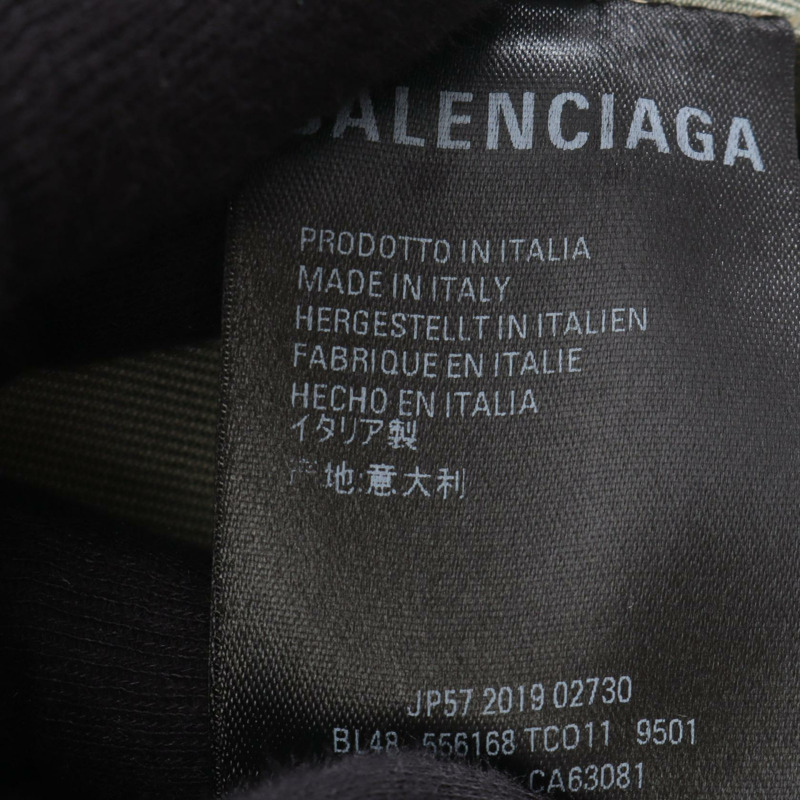 BALENCIAGA
PRODOTTO IN ITALIA
MADE IN ITALY
HERGESTELLT IN ITALIEN
FABRIQUE EN ITALIE
HECHO EN ITALIA
イタリア製
产地:意大利
JP57 2019 02730
BL48 556168 TCO11 9501
CA63081